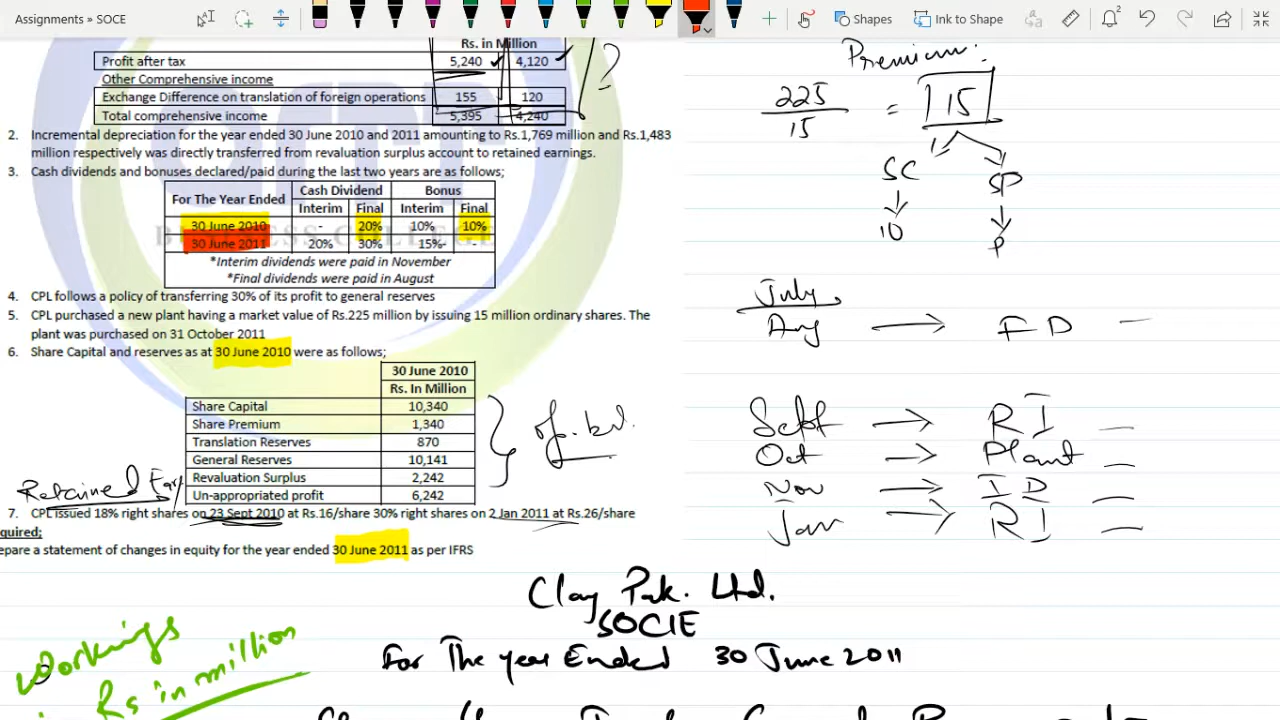 Assignments » SOCE
Shapes
Ink to Shape
Rs. in Million
Profit after tax 5,240 4,120
Other Comprehensive income
Exchange Difference on translation of foreign operations 155 120
Total comprehensive income 5,395 4,240
?
2. Incremental depreciation for the year ended 30 June 2010 and 2011 amounting to Rs.1,769 million and Rs.1,483
million respectively was directly transferred from revaluation surplus account to retained earnings.
3. Cash dividends and bonuses declared/paid during the last two years are as follows;
For The Year Ended Cash Dividend Bonus
Interim Final Interim Final
30 June 2010 - 20% 10% 10%
30 June 2011 20% 30% 15%- -
*Interim dividends were paid in November
*Final dividends were paid in August
4. CPL follows a policy of transferring 30% of its profit to general reserves
5. CPL purchased a new plant having a market value of Rs.225 million by issuing 15 million ordinary shares. The
plant was purchased on 31 October 2011
6. Share Capital and reserves as at 30 June 2010 were as follows;
30 June 2010
Rs. In Million
Share Capital 10,340
Share Premium 1,340
Translation Reserves 870
General Reserves 10,141
Revaluation Surplus 2,242
Un-appropriated profit 6,242
Retained Ear
7. CPL issued 18% right shares on 23 Sept 2010 at Rs.16/share 30% right shares on 2 Jan 2011 at Rs.26/share
quired;
epare a statement of changes in equity for the year ended 30 June 2011 as per IFRS
Premium:
225
15
= 15
SC SP
10 P
July
Aug → FD —
Sept → RI —
Oct → Plant —
Nov → ID —
Jan → RI —
Clay Pak. Ltd.
SOCIE
For The year Ended 30 June 2011
Workings
Rs in million